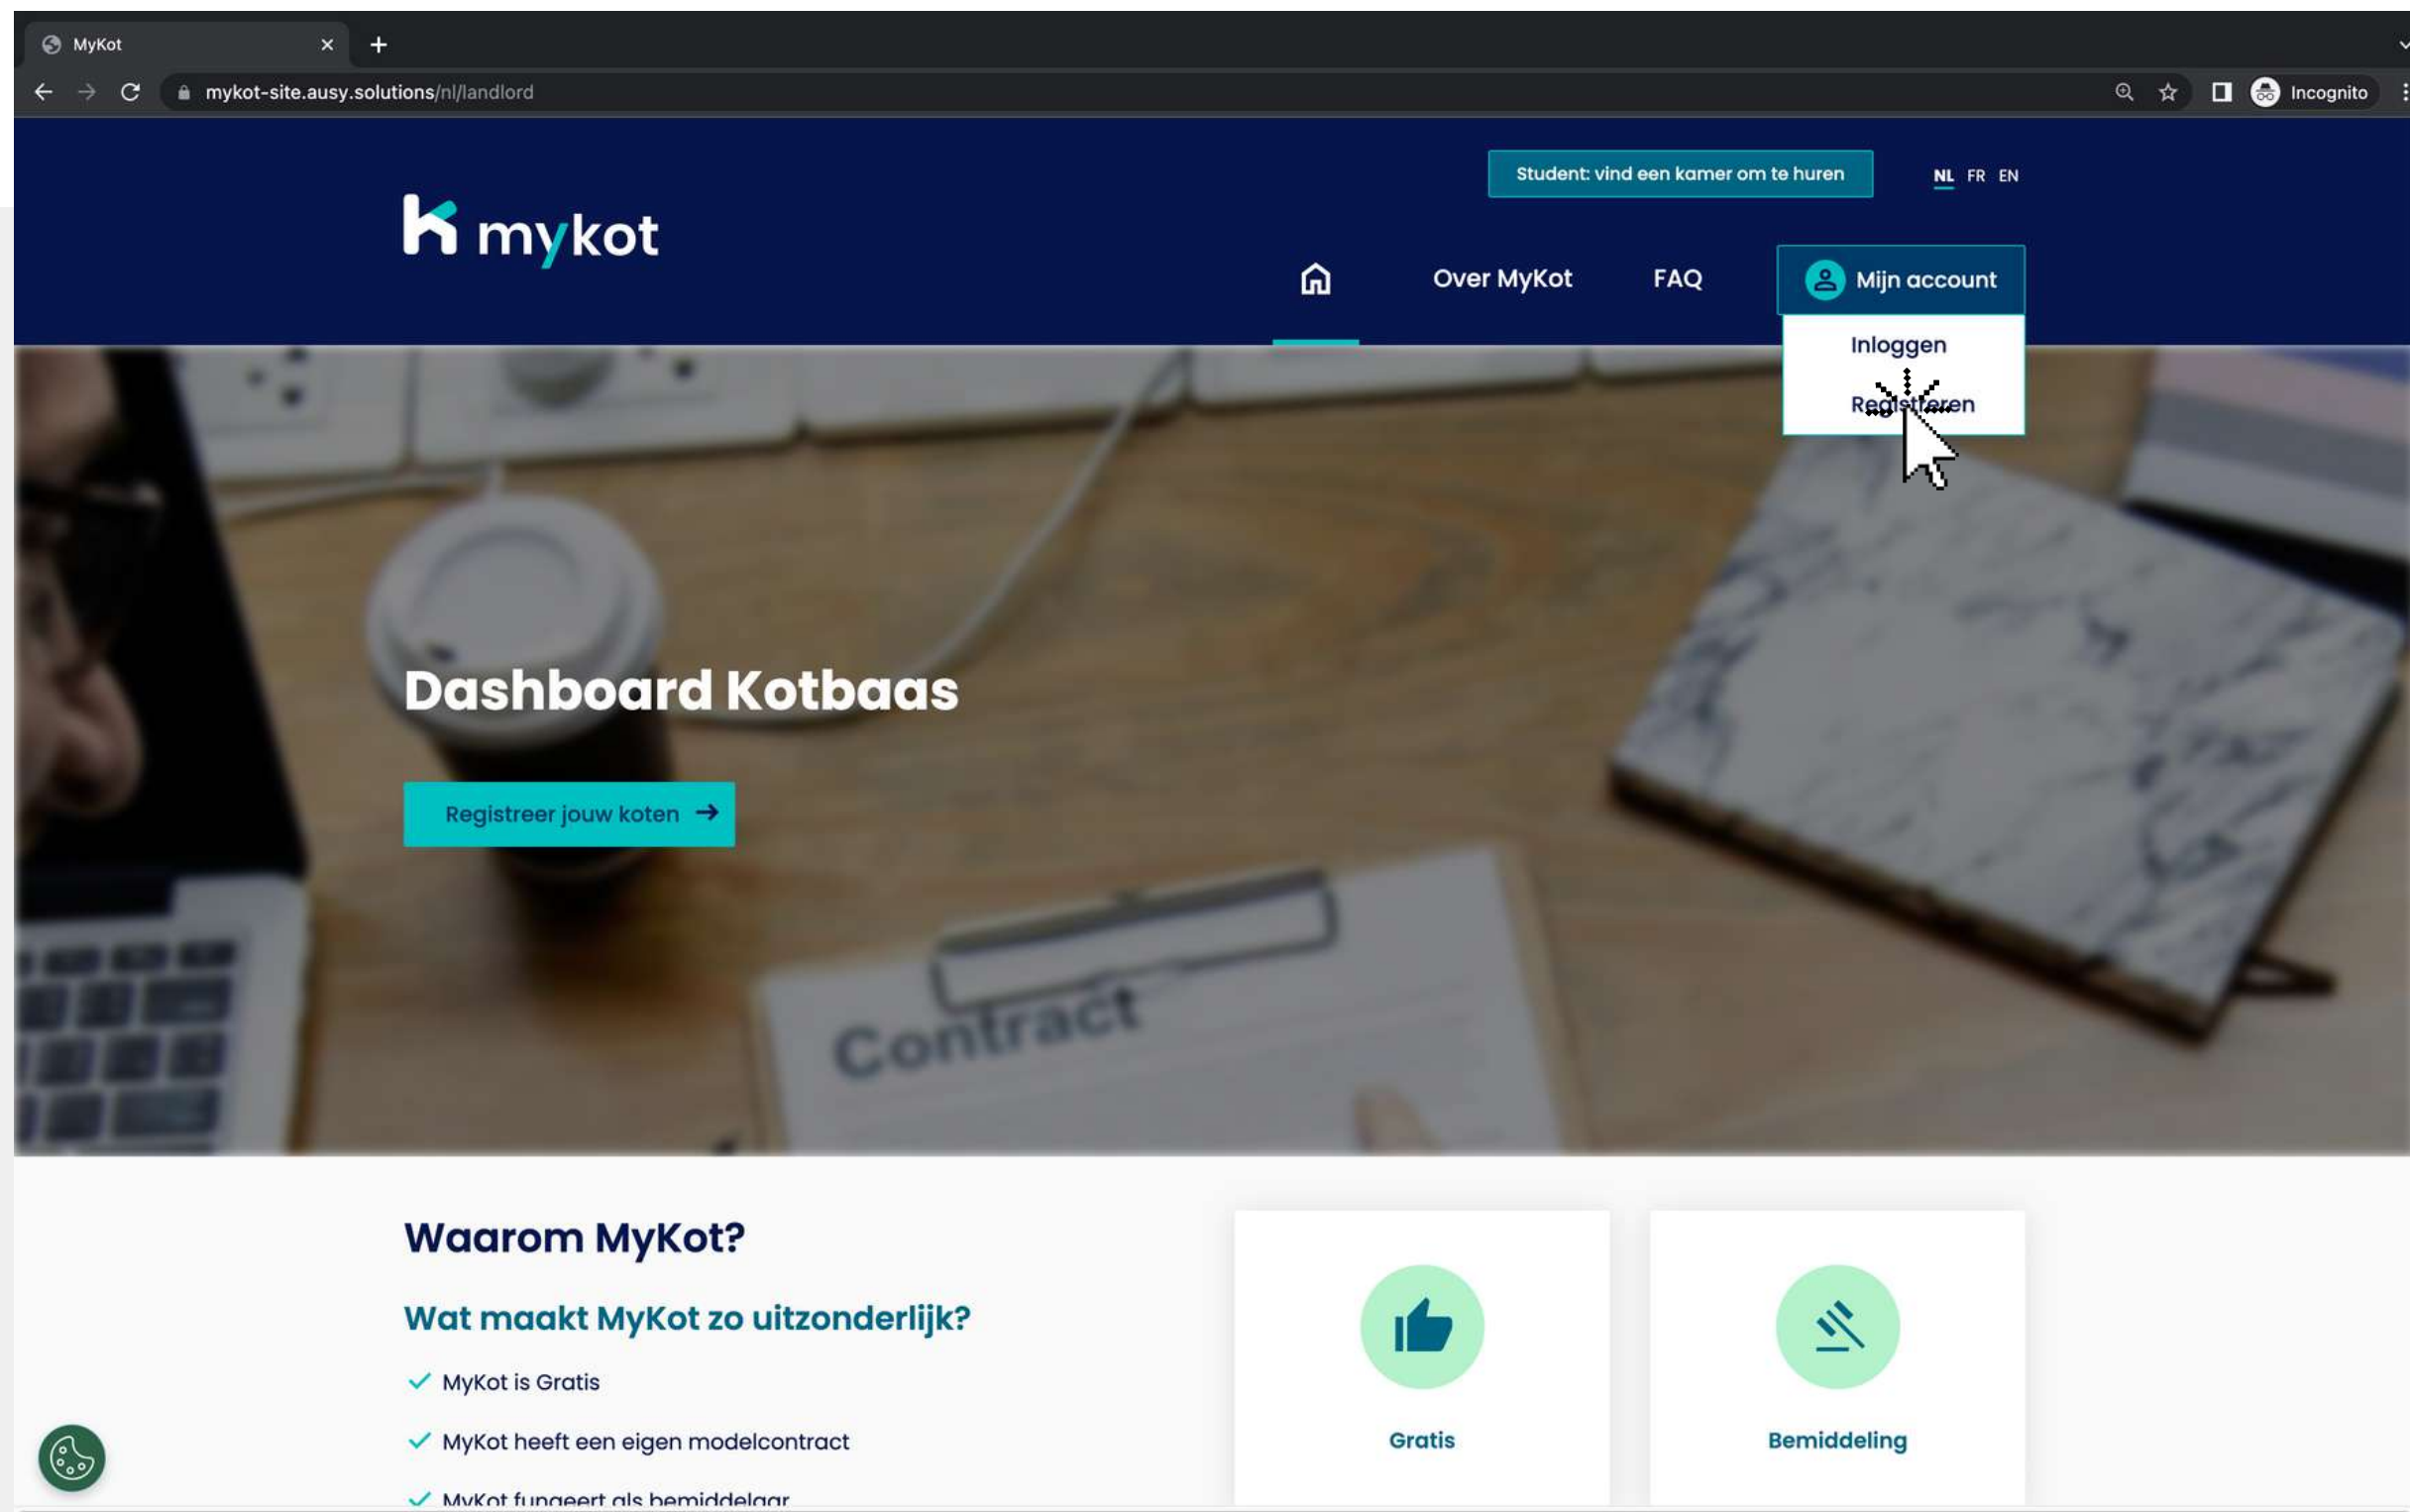 MyKot
mykot-site.ausy.solutions/nl/landlord
Incognito
Student: vind een kamer om te huren
NL FR EN
mykot
Over MyKot
FAQ
Mijn account
Inloggen
Registreren
Dashboard Kotbaas
Registreer jouw koten
Contract
Waarom MyKot?
Wat maakt MyKot zo uitzonderlijk?
MyKot is Gratis
MyKot heeft een eigen modelcontract
MyKot fungeert als bemiddelaar
Gratis
Bemiddeling